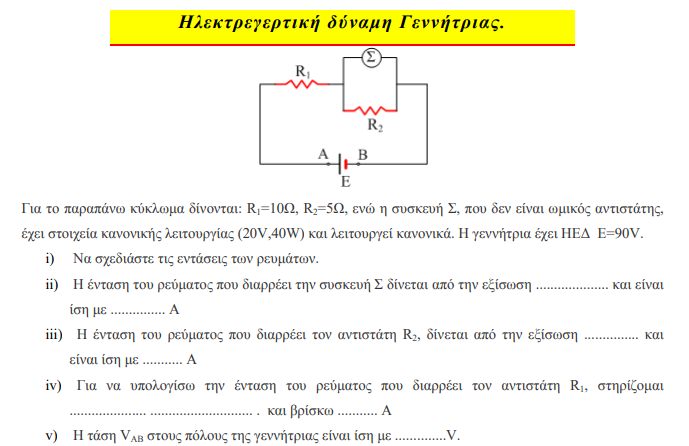 Ηλεκτρεγερτική δύναμη Γεννήτριας.
Σ
R₁
R₂
A B
E
Για το παραπάνω κύκλωμα δίνονται: R₁=10Ω, R₂=5Ω, ενώ η συσκευή Σ, που δεν είναι ωμικός αντιστάτης,
έχει στοιχεία κανονικής λειτουργίας (20V,40W) και λειτουργεί κανονικά. Η γεννήτρια έχει ΗΕΔ E=90V.
i) Να σχεδιάστε τις εντάσεις των ρευμάτων.
ii) Η ένταση του ρεύματος που διαρρέει την συσκευή Σ δίνεται από την εξίσωση .................... και είναι
ίση με ............... Α
iii) Η ένταση του ρεύματος που διαρρέει τον αντιστάτη R₂, δίνεται από την εξίσωση ............... και
είναι ίση με ........... Α
iv) Για να υπολογίσω την ένταση του ρεύματος που διαρρέει τον αντιστάτη R₁, στηρίζομαι
..................... ............................ . και βρίσκω ........... Α
v) Η τάση VAB στους πόλους της γεννήτριας είναι ίση με ..............V.